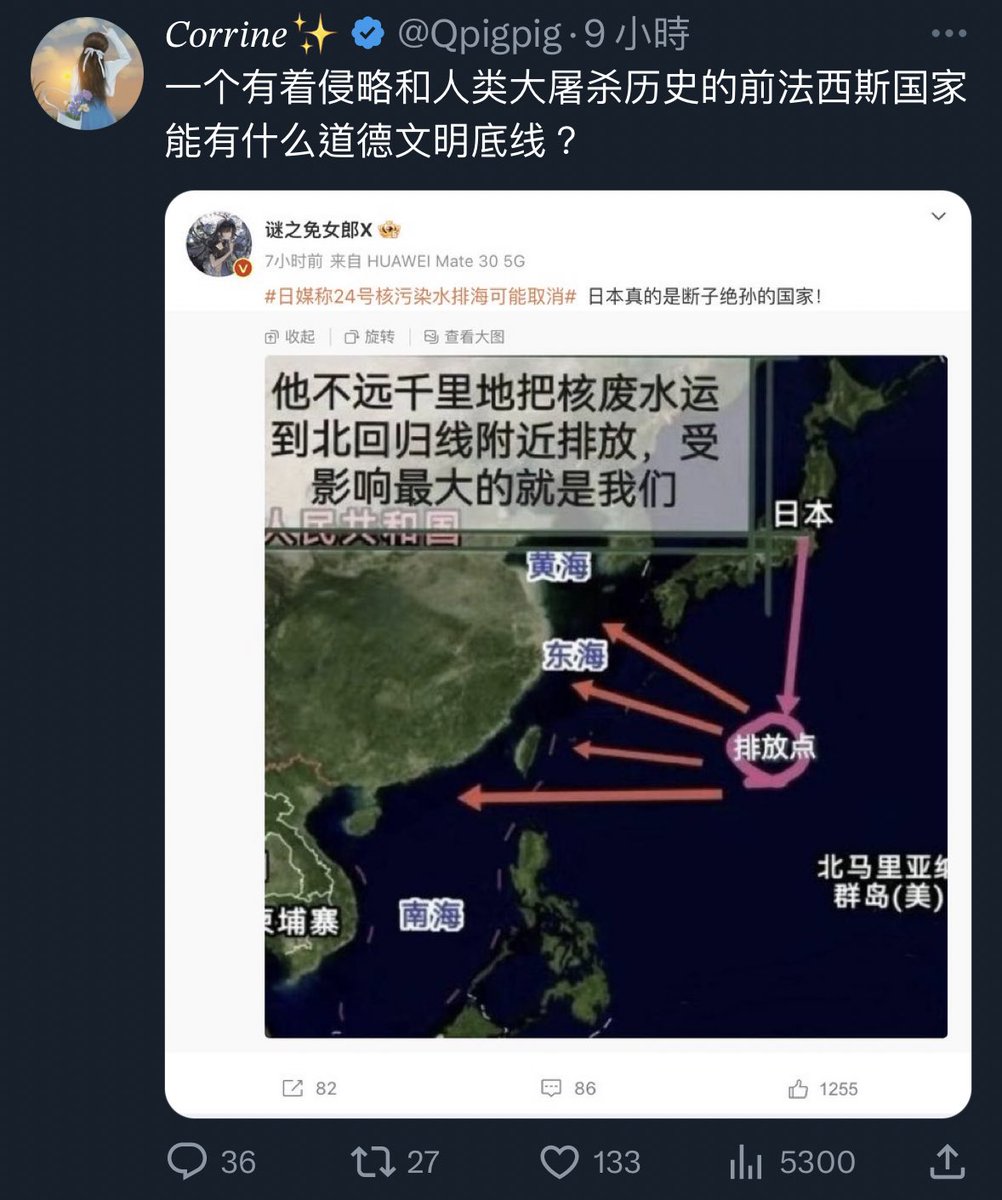 Corrine✨ @Qpigpig·9 小時
一个有着侵略和人类大屠杀历史的前法西斯国家
能有什么道德文明底线？
谜之免女郎X
7小时前 来自 HUAWEI Mate 30 5G
#日媒称24号核污染水排海可能取消# 日本真的是断子绝孙的国家！
收起 旋转 查看大图
他不远千里地把核废水运
到北回归线附近排放，受
影响最大的就是我们
人民共和国
日本
黄海
东海
排放点
北马里亚纳
群岛(美)
柬埔寨
南海
82 86 1255
36 27 133 5300